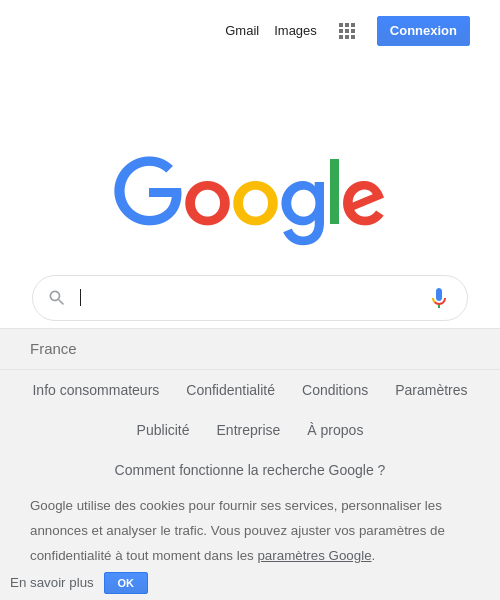 Gmail Images Connexion
Google
France
Info consommateurs Confidentialité Conditions Paramètres
Publicité Entreprise À propos
Comment fonctionne la recherche Google ?
Google utilise des cookies pour fournir ses services, personnaliser les
annonces et analyser le trafic. Vous pouvez ajuster vos paramètres de
confidentialité à tout moment dans les paramètres Google.
En savoir plus OK